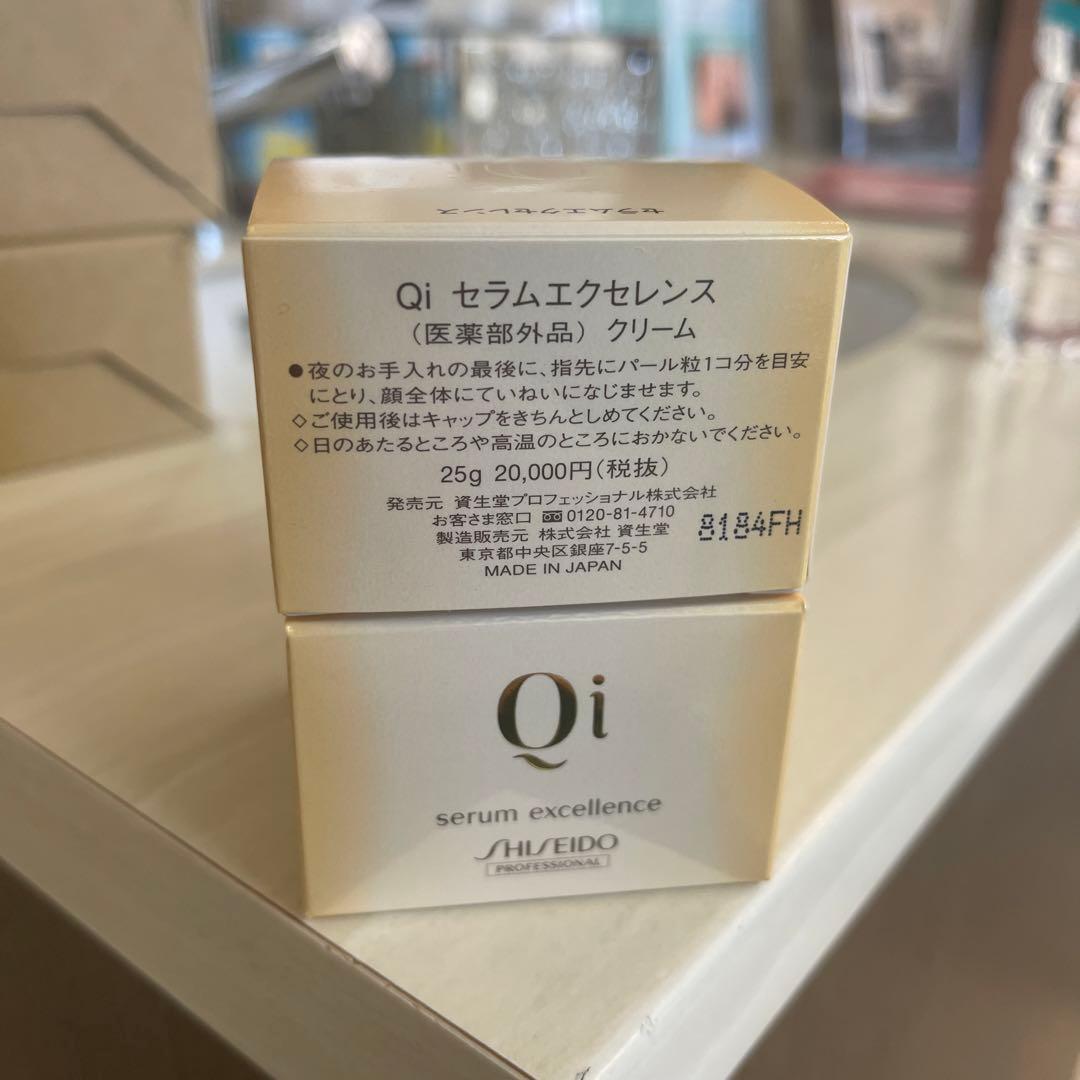 セラムエクセレンス
Qi セラムエクセレンス
（医薬部外品） クリーム
●夜のお手入れの最後に、指先にパール粒1コ分を目安
にとり、顔全体にていねいになじませます。
◇ご使用後はキャップをきちんとしめてください。
◇日のあたるところや高温のところにおかないでください。
25g 20,000円（税抜）
発売元 資生堂プロフェッショナル株式会社
お客さま窓口 0120-81-4710
製造販売元 株式会社 資生堂
東京都中央区銀座7-5-5
MADE IN JAPAN
8184FH
Qi
serum excellence
SHISEIDO
PROFESSIONAL